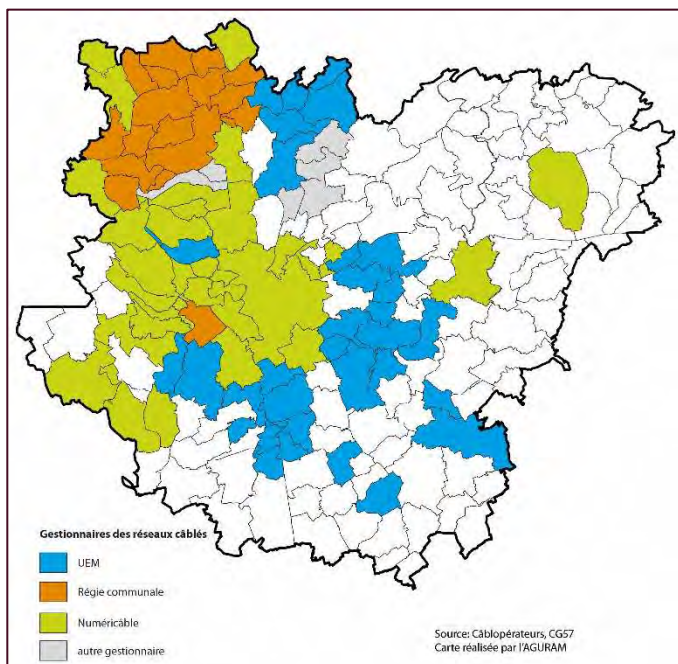 Gestionnaires des réseaux câblés
UEM
Régie communale
Numéricâble
autre gestionnaire
Source: Câblopérateurs, CG57
Carte réalisée par l'AGURAM